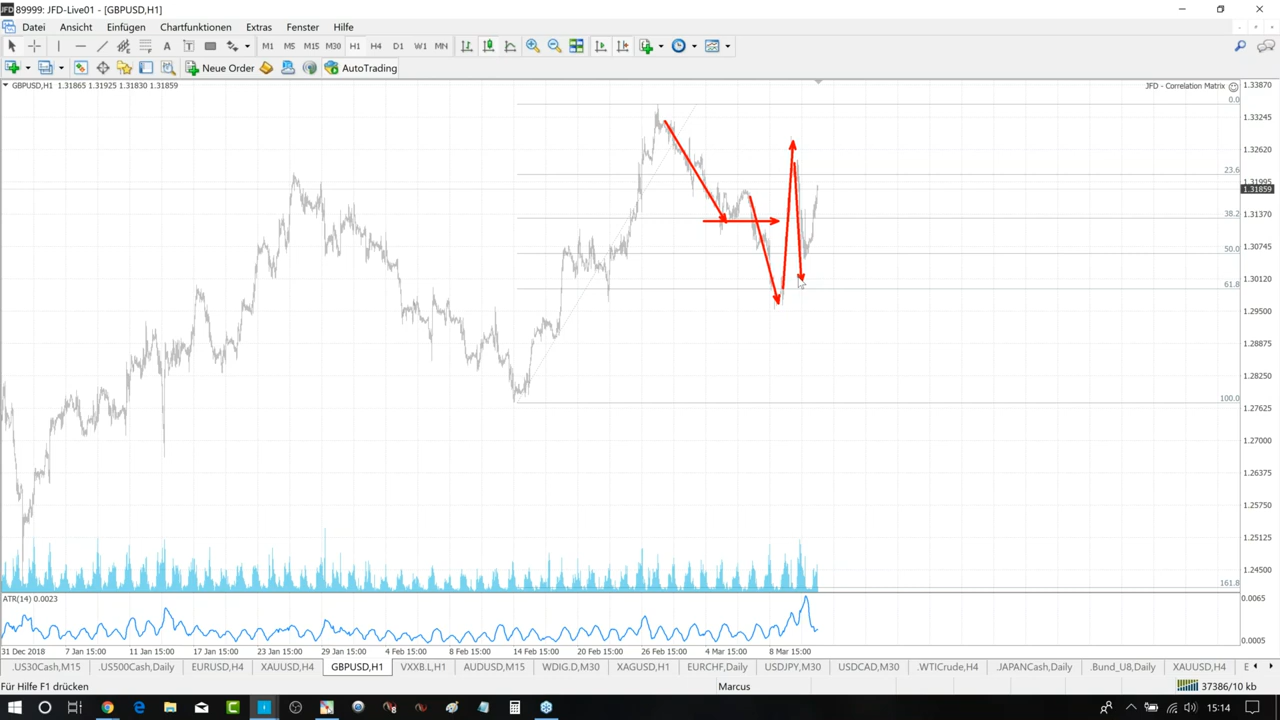 89999: JFD-Live01 - [GBPUSD,H1]
Datei Ansicht Einfügen Chartfunktionen Extras Fenster Hilfe
M1 M5 M15 M30 H1 H4 D1 W1 MN
Neue Order AutoTrading
GBPUSD,H1 1.31865 1.31925 1.31830 1.31859
JFD - Correlation Matrix
1.33870
0.0
1.33245
1.32620
23.6
1.31995
1.31859
38.2
1.31370
50.0
1.30745
1.30120
61.8
1.29500
1.28875
1.28250
100.0
1.27625
1.27000
1.26375
1.25750
1.25125
1.24500
161.8
ATR(14) 0.0023
0.0065
0.0005
31 Dec 2018 7 Jan 15:00 11 Jan 15:00 17 Jan 15:00 23 Jan 15:00 29 Jan 15:00 4 Feb 15:00 8 Feb 15:00 14 Feb 15:00 20 Feb 15:00 26 Feb 15:00 4 Mar 15:00 8 Mar 15:00
.US30Cash,M15 .US500Cash,Daily EURUSD,H4 XAUUSD,H4 GBPUSD,H1 VXXB.L,H1 AUDUSD,M15 WDIG.D,M30 XAGUSD,H1 EURCHF,Daily USDJPY,M30 USDCAD,M30 .WTICrude,H4 .JAPANCash,Daily .Bund_U8,Daily XAUUSD,H4 E
Für Hilfe F1 drücken
Marcus
37386/10 kb
15:14